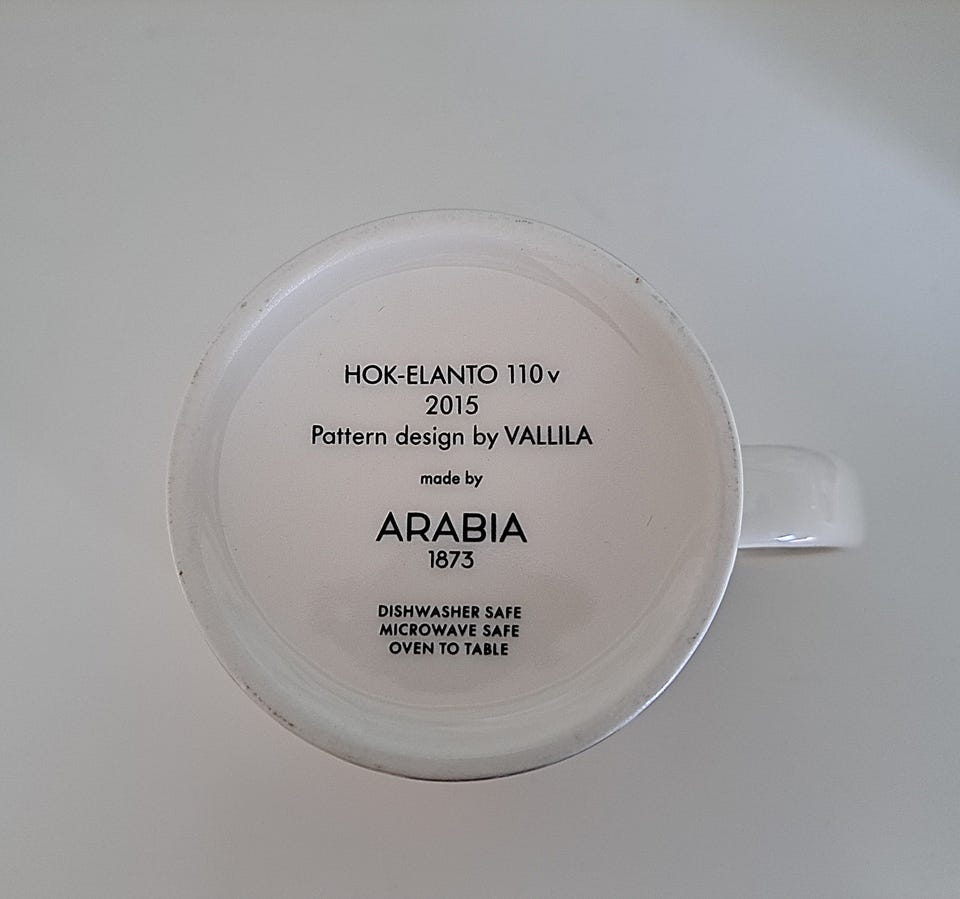 HOK-ELANTO 110 v
2015
Pattern design by VALLILA
made by
ARABIA
1873
DISHWASHER SAFE
MICROWAVE SAFE
OVEN TO TABLE